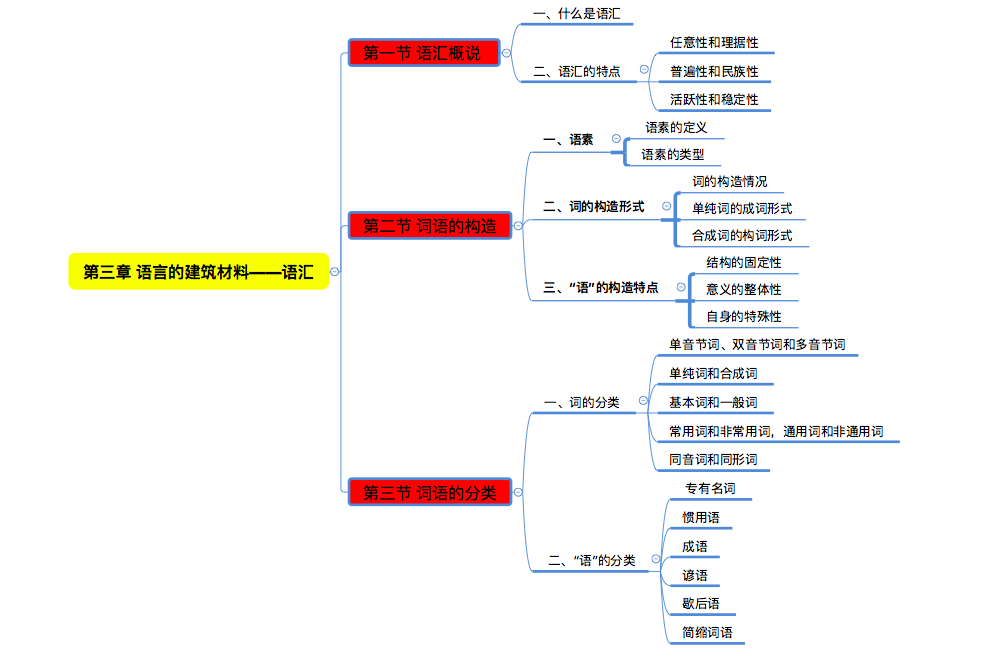 第三章 语言的建筑材料——语汇
第一节 语汇概说
一、什么是语汇
二、语汇的特点
任意性和理据性
普遍性和民族性
活跃性和稳定性
第二节 词语的构造
一、语素
语素的定义
语素的类型
二、词的构造形式
词的构造情况
单纯词的成词形式
合成词的构词形式
三、“语”的构造特点
结构的固定性
意义的整体性
自身的特殊性
第三节 词语的分类
一、词的分类
单音节词、双音节词和多音节词
单纯词和合成词
基本词和一般词
常用词和非常用词，通用词和非通用词
同音词和同形词
二、“语”的分类
专有名词
惯用语
成语
谚语
歇后语
简缩词语